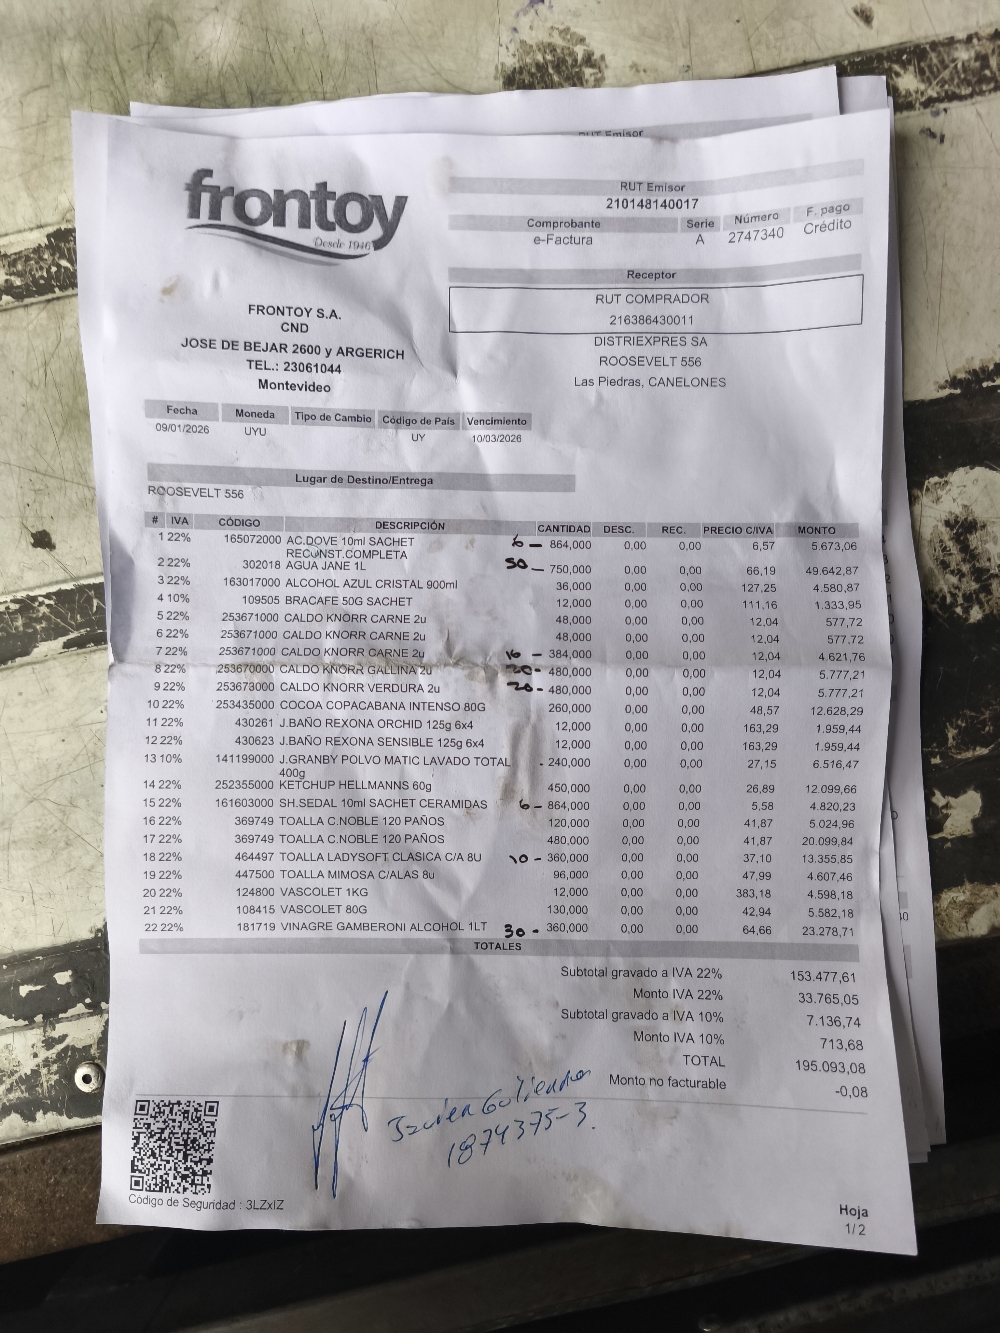 RUT Emisor
frontoy
Desde 1946
RUT Emisor
210148140017
Comprobante Serie Número F. pago
e-Factura A 2747340 Crédito
Receptor
RUT COMPRADOR
216386430011
DISTRIEXPRES SA
ROOSEVELT 556
Las Piedras, CANELONES
FRONTOY S.A.
CND
JOSE DE BEJAR 2600 y ARGERICH
TEL.: 23061044
Montevideo
Fecha Moneda Tipo de Cambio Código de País Vencimiento
09/01/2026 UYU UY 10/03/2026
Lugar de Destino/Entrega
ROOSEVELT 556
# IVA CÓDIGO DESCRIPCIÓN CANTIDAD DESC. REC. PRECIO C/IVA MONTO
1 22% 165072000 AC.DOVE 10ml SACHET 6 – 864,000 0,00 0,00 6,57 5.673,06
RECONST.COMPLETA
2 22% 302018 AGUA JANE 1L 50 – 750,000 0,00 0,00 66,19 49.642,87
3 22% 163017000 ALCOHOL AZUL CRISTAL 900ml 36,000 0,00 0,00 127,25 4.580,87
4 10% 109505 BRACAFE 50G SACHET 12,000 0,00 0,00 111,16 1.333,95
5 22% 253671000 CALDO KNORR CARNE 2u 48,000 0,00 0,00 12,04 577,72
6 22% 253671000 CALDO KNORR CARNE 2u 48,000 0,00 0,00 12,04 577,72
7 22% 253671000 CALDO KNORR CARNE 2u 16 – 384,000 0,00 0,00 12,04 4.621,76
8 22% 253670000 CALDO KNORR GALLINA 2u 20 - 480,000 0,00 0,00 12,04 5.777,21
9 22% 253673000 CALDO KNORR VERDURA 2u 20 - 480,000 0,00 0,00 12,04 5.777,21
10 22% 253435000 COCOA COPACABANA INTENSO 80G 260,000 0,00 0,00 48,57 12.628,29
11 22% 430261 J.BAÑO REXONA ORCHID 125g 6x4 12,000 0,00 0,00 163,29 1.959,44
12 22% 430623 J.BAÑO REXONA SENSIBLE 125g 6x4 12,000 0,00 0,00 163,29 1.959,44
13 10% 141199000 J.GRANBY POLVO MATIC LAVADO TOTAL - 240,000 0,00 0,00 27,15 6.516,47
400g
14 22% 252355000 KETCHUP HELLMANNS 60g 450,000 0,00 0,00 26,89 12.099,66
15 22% 161603000 SH.SEDAL 10ml SACHET CERAMIDAS 6 – 864,000 0,00 0,00 5,58 4.820,23
16 22% 369749 TOALLA C.NOBLE 120 PAÑOS 120,000 0,00 0,00 41,87 5.024,96
17 22% 369749 TOALLA C.NOBLE 120 PAÑOS 480,000 0,00 0,00 41,87 20.099,84
18 22% 464497 TOALLA LADYSOFT CLASICA C/A 8U 10 - 360,000 0,00 0,00 37,10 13.355,85
19 22% 447500 TOALLA MIMOSA C/ALAS 8u 96,000 0,00 0,00 47,99 4.607,46
20 22% 124800 VASCOLET 1KG 12,000 0,00 0,00 383,18 4.598,18
21 22% 108415 VASCOLET 80G 130,000 0,00 0,00 42,94 5.582,18
22 22% 181719 VINAGRE GAMBERONI ALCOHOL 1LT 30 - 360,000 0,00 0,00 64,66 23.278,71
TOTALES
Subtotal gravado a IVA 22% 153.477,61
Monto IVA 22% 33.765,05
Subtotal gravado a IVA 10% 7.136,74
Monto IVA 10% 713,68
TOTAL 195.093,08
Monto no facturable -0,08
1874375-3.
Código de Seguridad : 3LZxIZ
Hoja
1/ 2